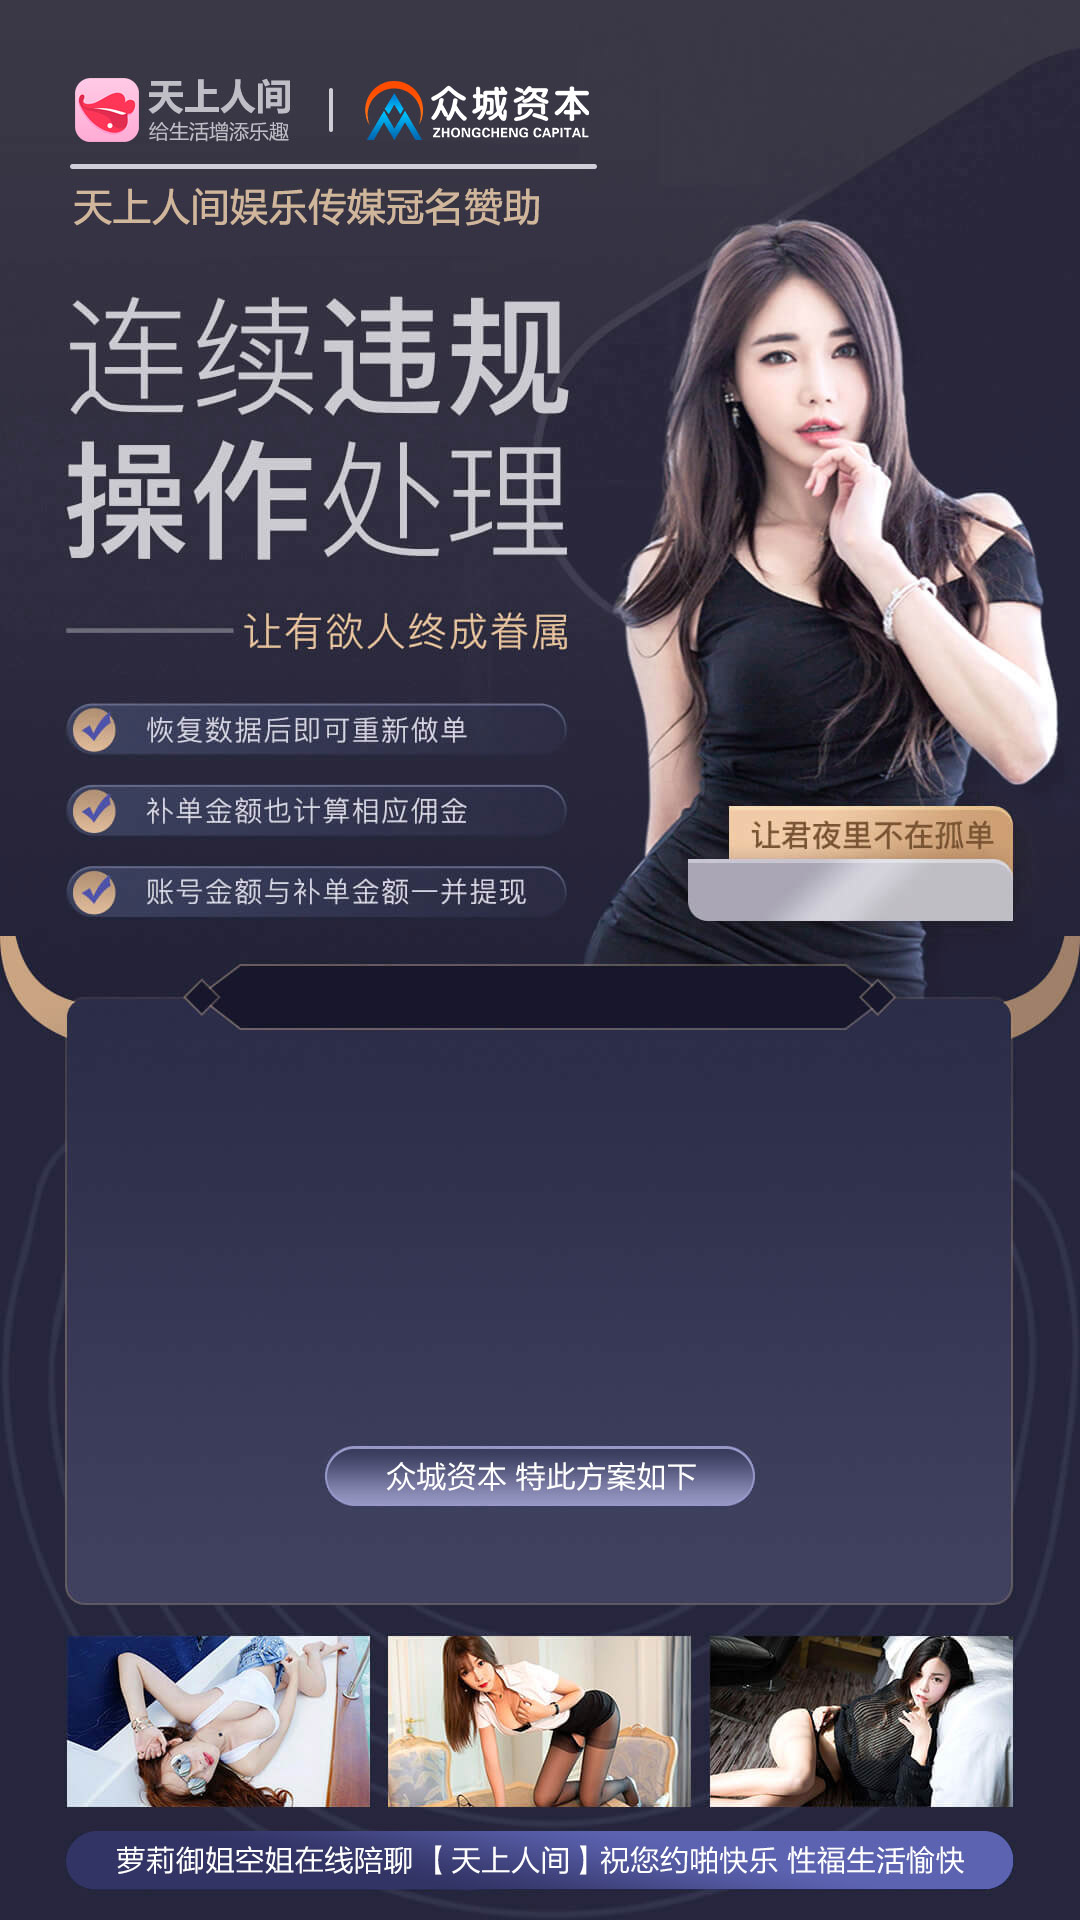 天上人间
给生活增添乐趣
众城资本
ZHONGCHENG CAPITAL
天上人间娱乐传媒冠名赞助
连续违规
操作处理
让有欲人终成眷属
恢复数据后即可重新做单
补单金额也计算相应佣金
账号金额与补单金额一并提现
让君夜里不在孤单
众城资本 特此方案如下
萝莉御姐空姐在线陪聊【天上人间】祝您约啪快乐 性福生活愉快